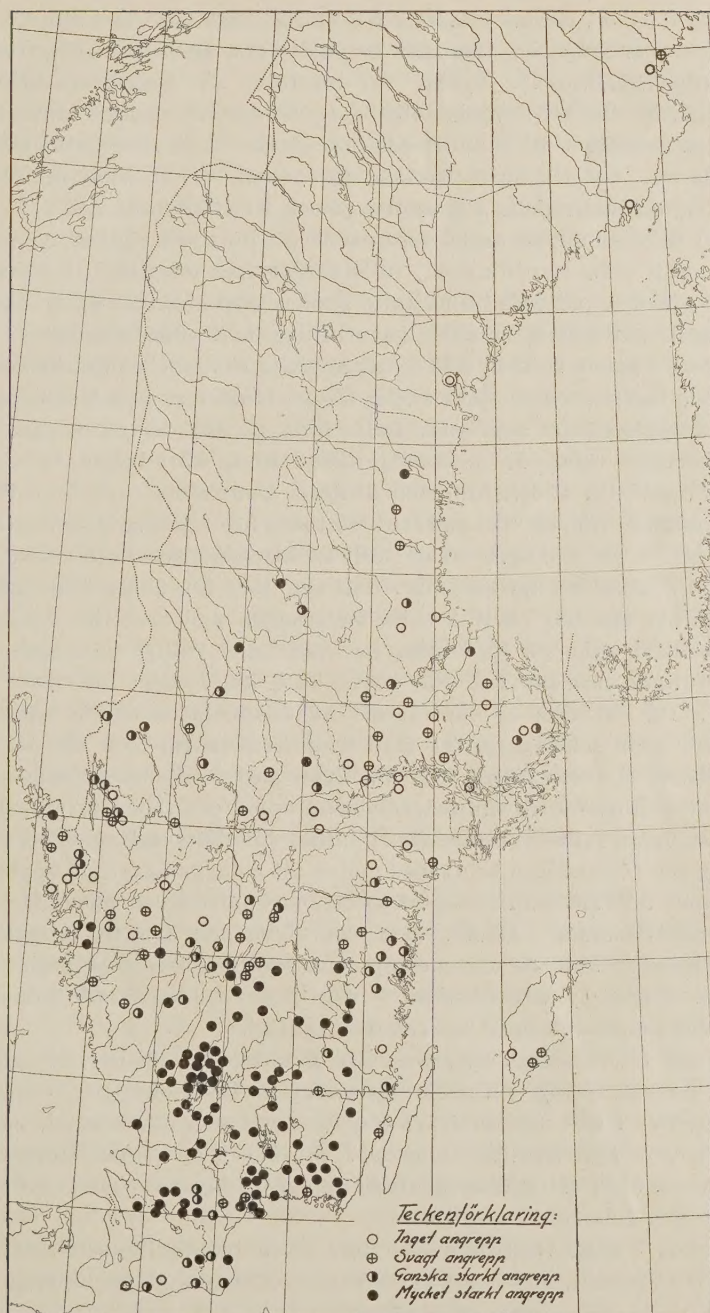 Teckenförklaring:
Inget angrepp
Svagt angrepp
Ganska starkt angrepp
Mycket starkt angrepp